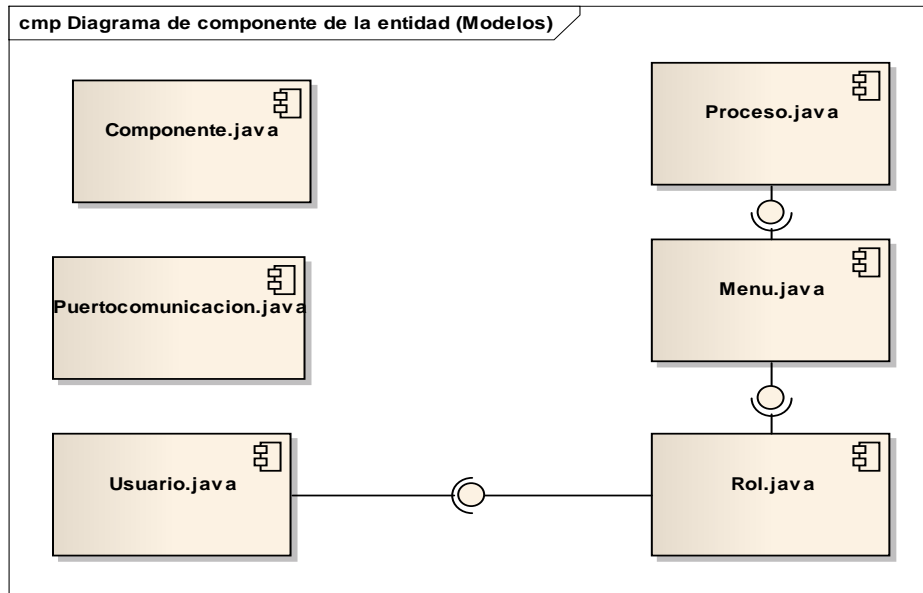 cmp Diagrama de componente de la entidad (Modelos)
Componente.java
Proceso.java
Puertocomunicacion.java
Menu.java
Usuario.java
Rol.java